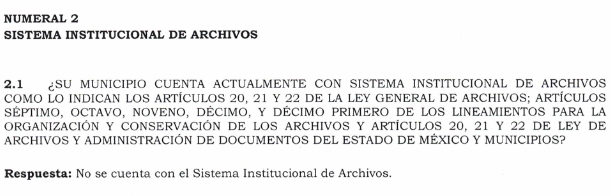 NUMERAL 2
SISTEMA INSTITUCIONAL DE ARCHIVOS
2.1 ¿SU MUNICIPIO CUENTA ACTUALMENTE CON SISTEMA INSTITUCIONAL DE ARCHIVOS
COMO LO INDICAN LOS ARTÍCULOS 20, 21 Y 22 DE LA LEY GENERAL DE ARCHIVOS; ARTÍCULOS
SÉPTIMO, OCTAVO, NOVENO, DÉCIMO, Y DÉCIMO PRIMERO DE LOS LINEAMIENTOS PARA LA
ORGANIZACIÓN Y CONSERVACIÓN DE LOS ARCHIVOS Y ARTÍCULOS 20, 21 Y 22 DE LEY DE
ARCHIVOS Y ADMINISTRACIÓN DE DOCUMENTOS DEL ESTADO DE MÉXICO Y MUNICIPIOS?
Respuesta: No se cuenta con el Sistema Institucional de Archivos.